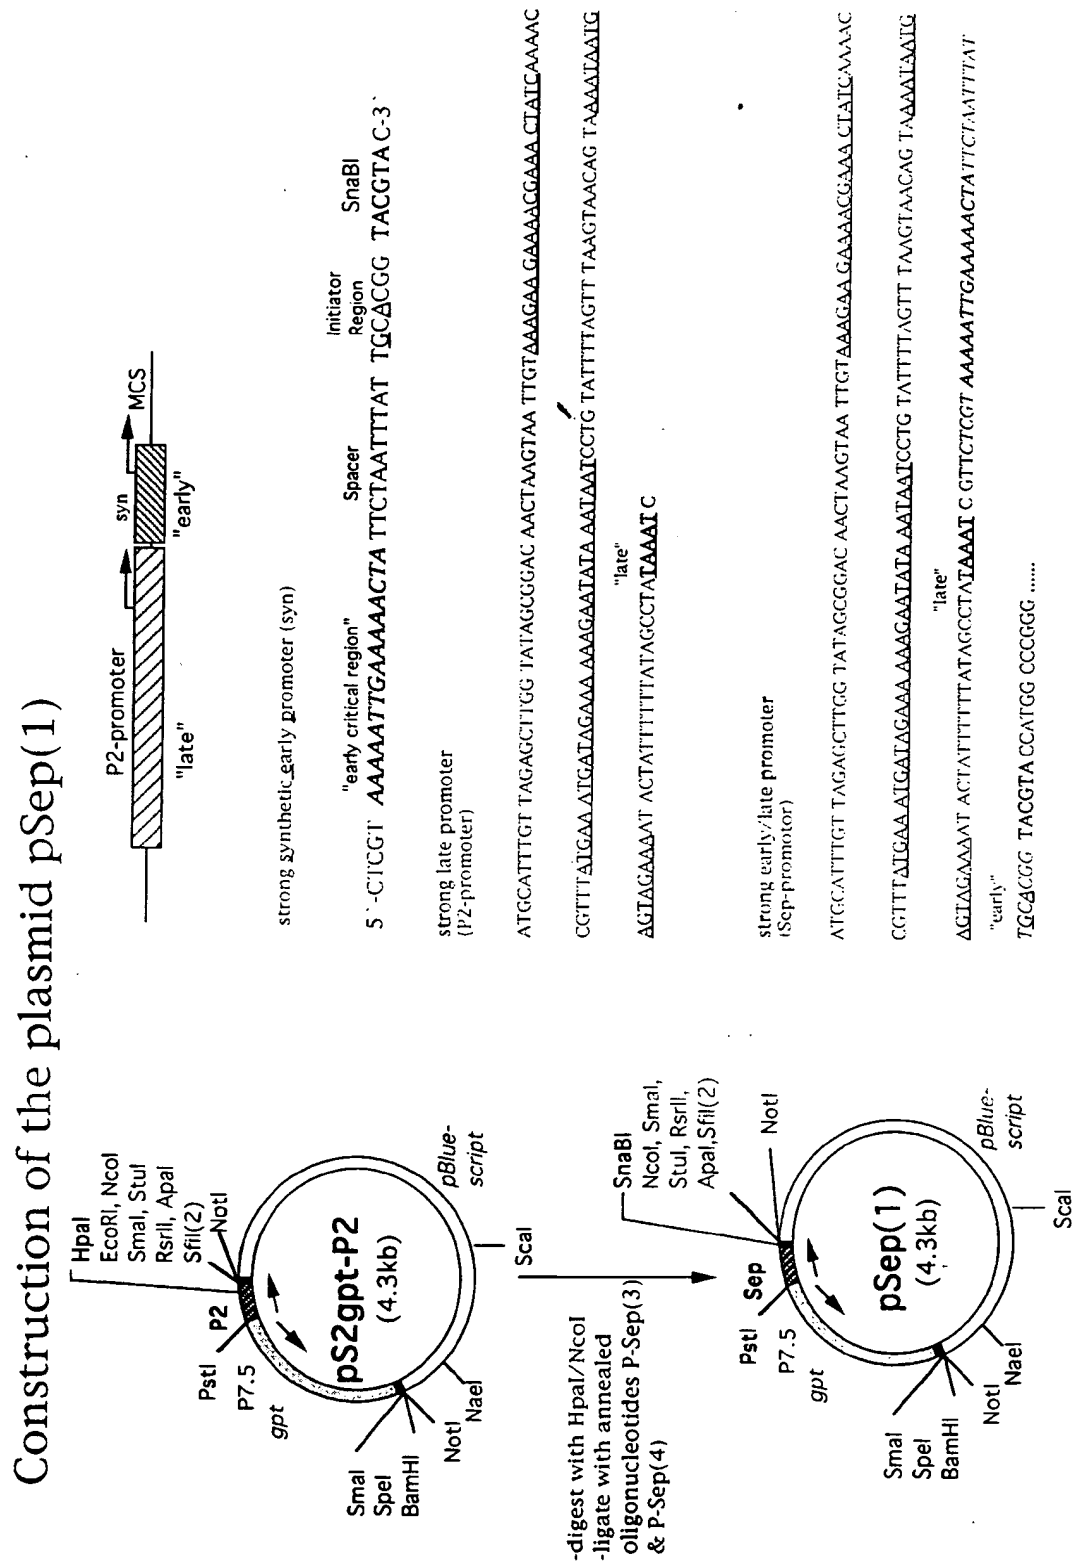 Construction of the plasmid pSep(1)
HpaI
EcoRI, NcoI
SmaI, StuI
RsrII, ApaI
SfiI(2)
NotI
P2
PstI
P7.5
gpt
pS2gpt-P2
(4.3kb)
pBlue-
script
SmaI
SpeI
BamHI
NotI
NaeI
ScaI
-digest with HpaI/NcoI
-ligate with annealed
oligonucleotides P-Sep(3)
& P-Sep(4)
SnaBI
NcoI, SmaI,
StuI, RsrII,
ApaI,SfiI(2)
NotI
Sep
PstI
P7.5
gpt
pSep(1)
(4.3kb)
pBlue-
script
SmaI
SpeI
BamHI
NotI
NaeI
ScaI
P2-promoter
syn
MCS
"late"
"early"
strong synthetic early promoter (syn)
"early critical region"
Spacer
Initiator
Region
SnaBI
5`-CTCGT AAAAATTGAAAAACTA TTCTAATTTAT TGCACGG TACGTA C-3`
strong late promoter
(P2-promoter)
ATGCATTTGT TAGAGCTTGG TATAGCGGAC AACTAAGTAA TTGTAAAGAA GAAAACGAAA CTATCAAAAC
CGTTTATGAA ATGATAGAAA AAAGAATATA AATAATCCTG TATTTTAGTT TAAGTAACAG TAAAATAATG
"late"
AGTAGAAAAT ACTATTTTTTATAGCCTATAAATC
strong early/late promoter
(Sep-promotor)
ATGCATTTGT TAGAGCTTGG TATAGCGGAC AACTAAGTAA TTGTAAAGAA GAAAACGAAA CTATCAAAAC
CGTTTATGAA ATGATAGAAA AAAGAATATA AATAATCCTG TATTTTAGTT TAAGTAACAG TAAAATAATG
"late"
AGTAGAAAAT ACTATTTTTTATAGCCTATAAAT C GTTCTCGT AAAAATTGAAAAACTATTCTAATTTAT
"early"
TGCACGG TACGTA CCATGG CCCGGG ......